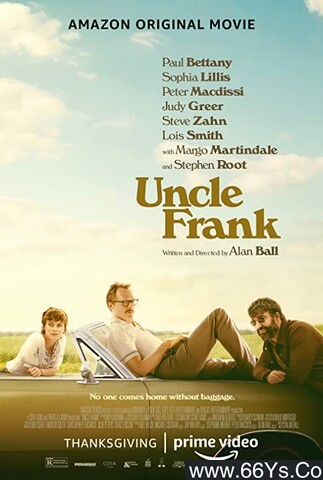 AMAZON ORIGINAL MOVIE
Paul Bettany
Sophia Lillis
Peter Macdissi
Judy Greer
Steve Zahn
Lois Smith
with Margo Martindale
and Stephen Root
Uncle
Frank
Written and Directed by Alan Ball
No one comes home without baggage.
THANKSGIVING | prime video
www.66Ys.Co